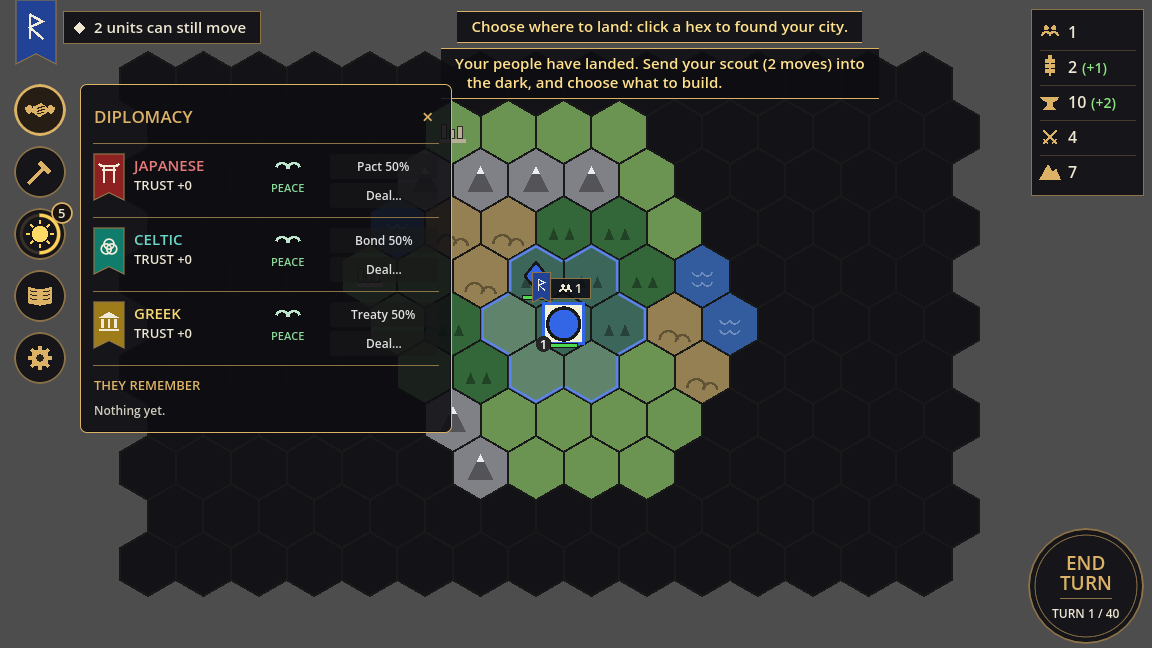 2 units can still move
Choose where to land: click a hex to found your city.
Your people have landed. Send your scout (2 moves) into
the dark, and choose what to build.
1
2 (+1)
10 (+2)
4
7
5
DIPLOMACY
×
JAPANESE
TRUST +0
PEACE
Pact 50%
Deal...
CELTIC
TRUST +0
PEACE
Bond 50%
Deal...
GREEK
TRUST +0
PEACE
Treaty 50%
Deal...
THEY REMEMBER
Nothing yet.
1
1
END
TURN
TURN 1 / 40